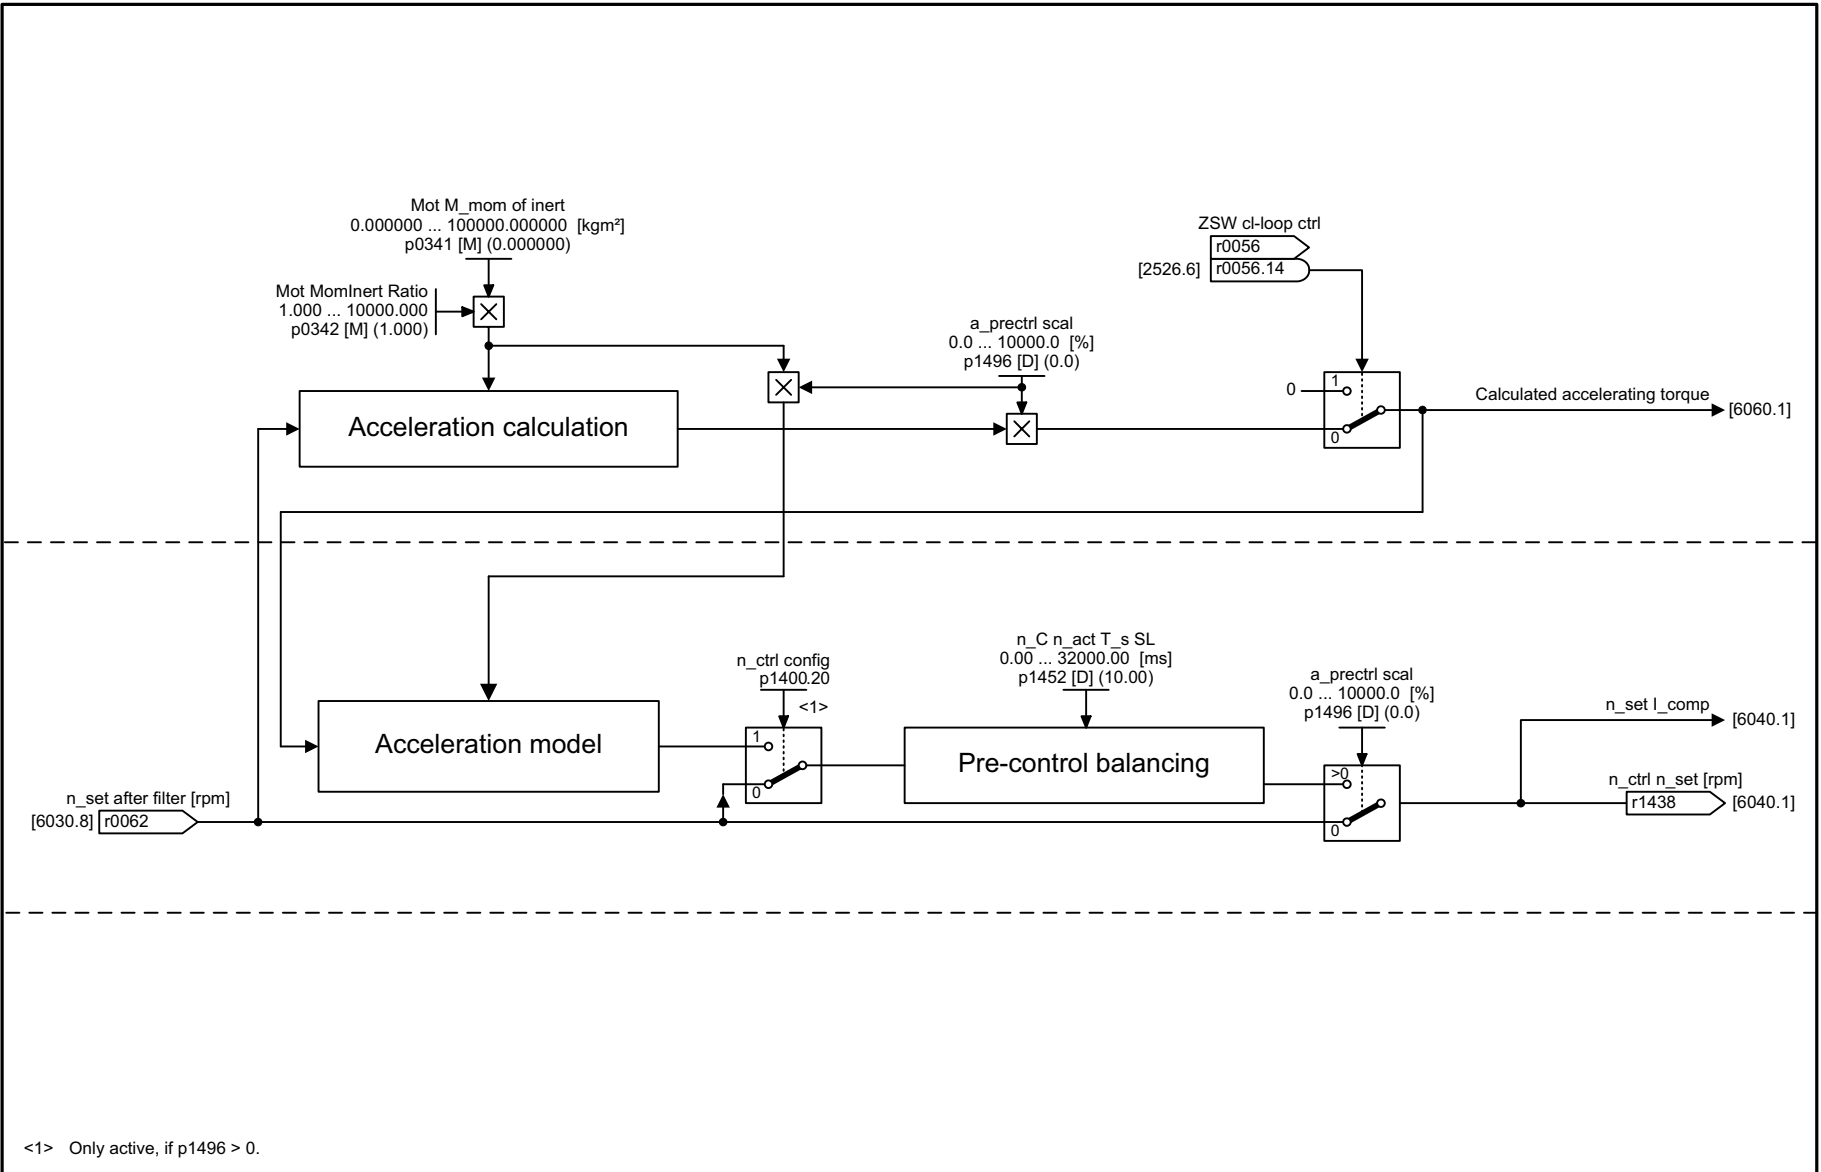 Mot M_mom of inert
0.000000 ... 100000.000000 [kgm²]
p0341 [M] (0.000000)
Mot MomInert Ratio
1.000 ... 10000.000
p0342 [M] (1.000)
ZSW cl-loop ctrl
r0056
[2526.6] r0056.14
a_prectrl scal
0.0 ... 10000.0 [%]
p1496 [D] (0.0)
Acceleration calculation
0
1
0
Calculated accelerating torque
[6060.1]
n_ctrl config
p1400.20
<1>
n_C n_act T_s SL
0.00 ... 32000.00 [ms]
p1452 [D] (10.00)
a_prectrl scal
0.0 ... 10000.0 [%]
p1496 [D] (0.0)
Acceleration model
1
0
Pre-control balancing
>0
0
n_set I_comp
[6040.1]
n_ctrl n_set [rpm]
r1438 [6040.1]
n_set after filter [rpm]
[6030.8] r0062
<1> Only active, if p1496 > 0.